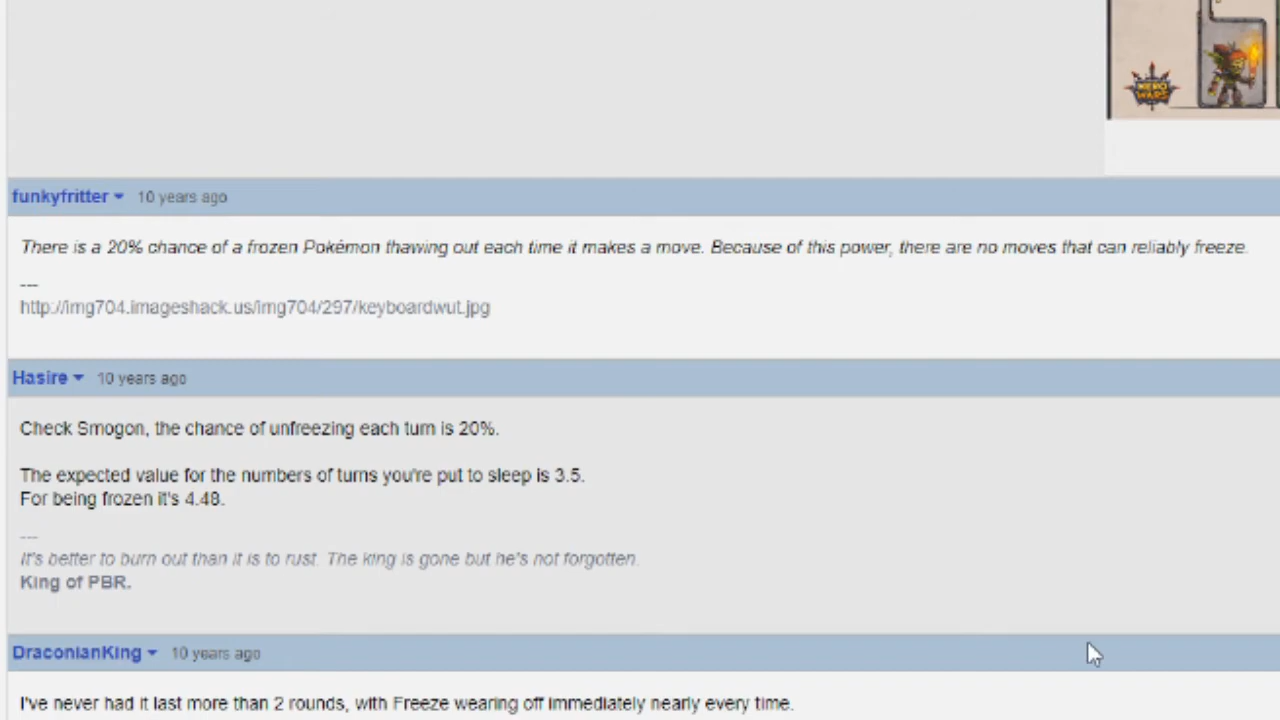 HERO
WARS
funkyfritter 10 years ago
There is a 20% chance of a frozen Pokémon thawing out each time it makes a move. Because of this power, there are no moves that can reliably freeze.
---
http://img704.imageshack.us/img704/297/keyboardwut.jpg
Hasire 10 years ago
Check Smogon, the chance of unfreezing each turn is 20%.
The expected value for the numbers of turns you're put to sleep is 3.5.
For being frozen it's 4.48.
---
It's better to burn out than it is to rust. The king is gone but he's not forgotten.
King of PBR.
DraconianKing 10 years ago
I've never had it last more than 2 rounds, with Freeze wearing off immediately nearly every time.